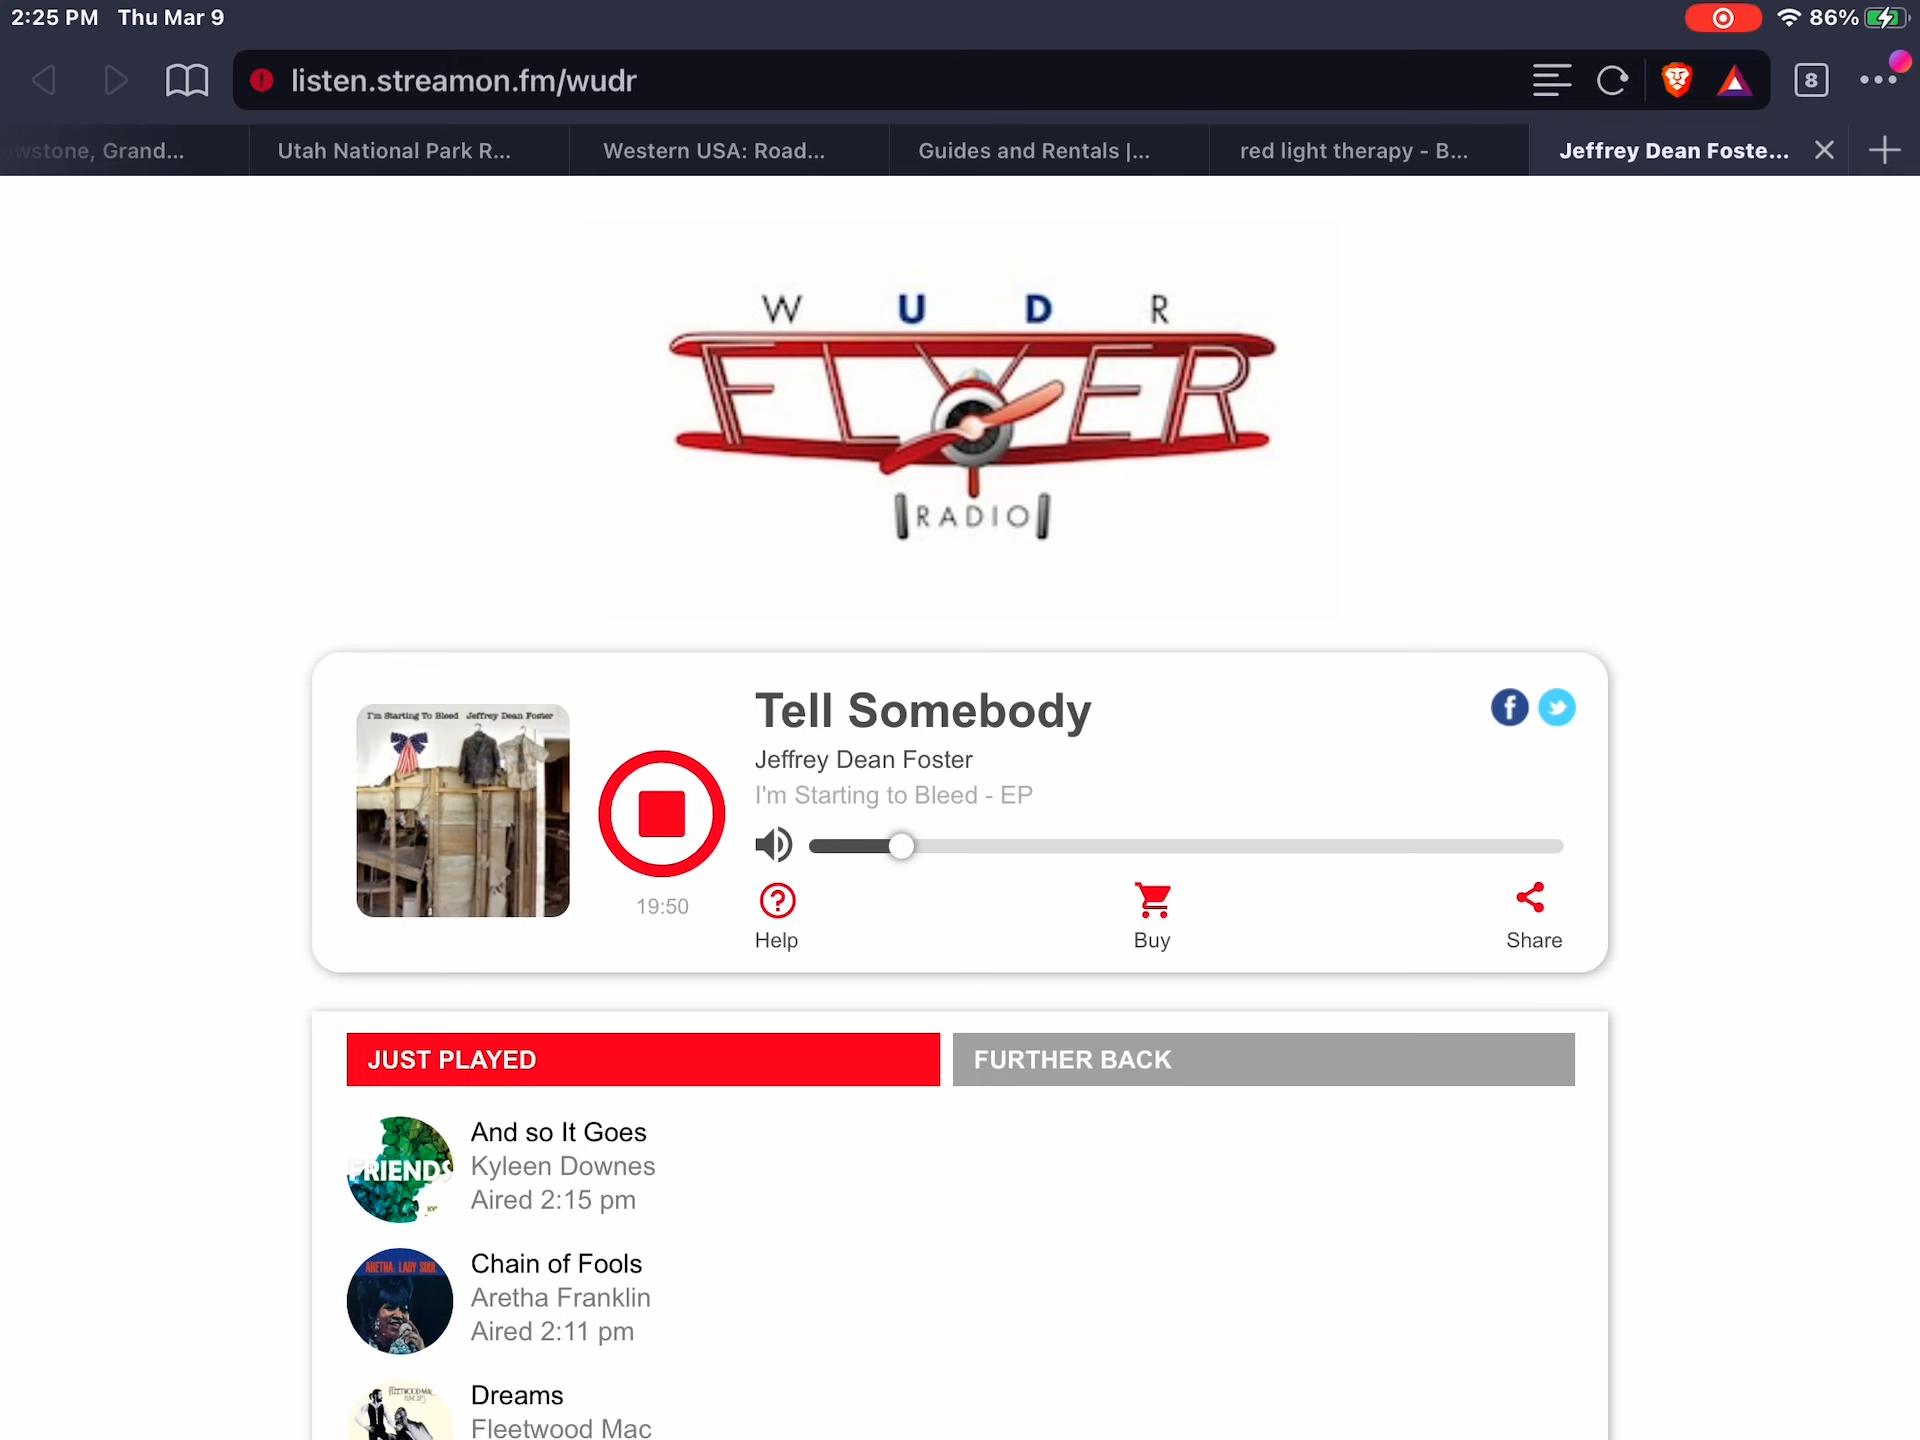 2:25 PM Thu Mar 9
86%
listen.streamon.fm/wudr
8
wstone, Grand...
Utah National Park R...
Western USA: Road...
Guides and Rentals |...
red light therapy - B...
Jeffrey Dean Foste...
W U D R
FLYER
RADIO
I'm Starting To Bleed Jeffrey Dean Foster
Tell Somebody
Jeffrey Dean Foster
I'm Starting to Bleed - EP
19:50
Help
Buy
Share
JUST PLAYED
FURTHER BACK
FRIENDS
And so It Goes
Kyleen Downes
Aired 2:15 pm
ARETHA: LADY SOUL
Chain of Fools
Aretha Franklin
Aired 2:11 pm
FLEETWOOD MAC
Dreams
Fleetwood Mac